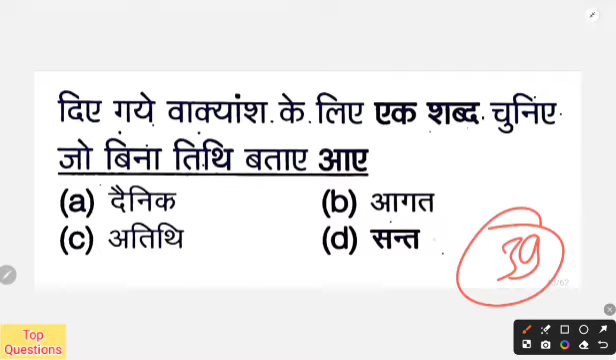 दिए गये वाक्यांश के लिए एक शब्द चुनिए
जो बिना तिथि बताए आए
(a) दैनिक (b) आगत
(c) अतिथि (d) सन्त
39
Top
Questions